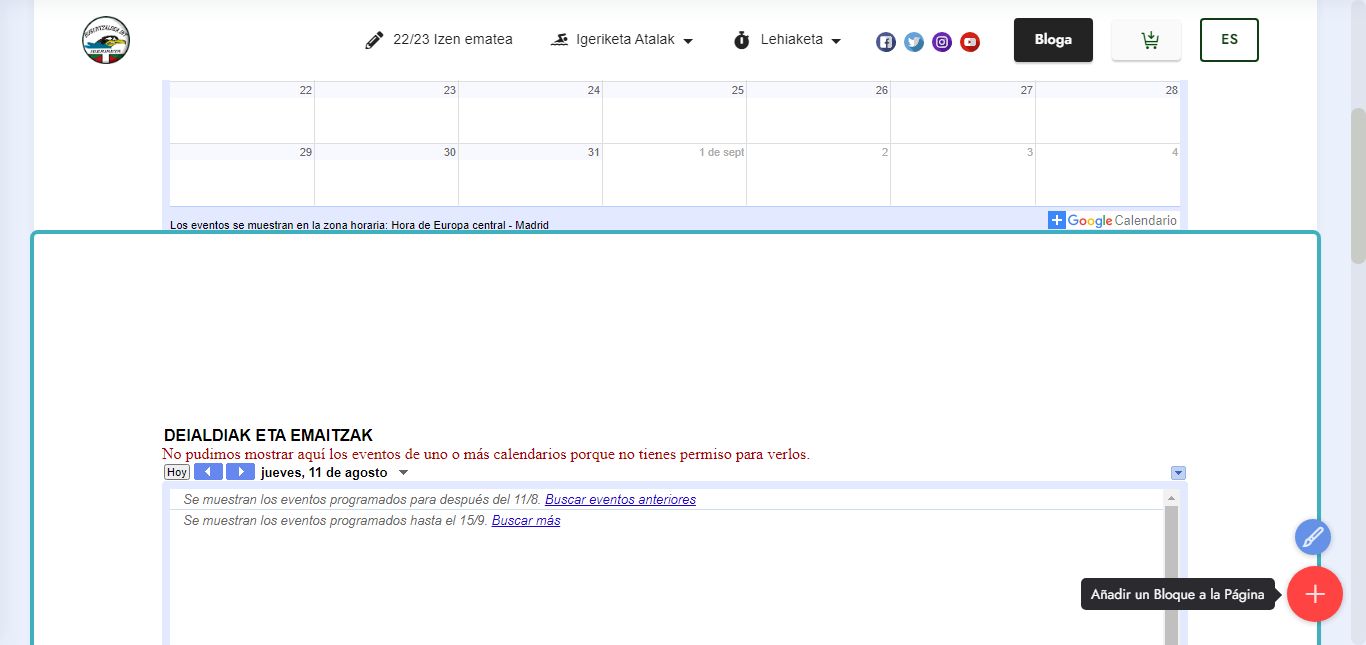 22/23 Izen ematea
Igeriketa Atalak
Lehiaketa
Bloga
ES
22 23 24 25 26 27 28
29 30 31 1 de sept 2 3 4
Los eventos se muestran en la zona horaria: Hora de Europa central - Madrid
Google Calendario
DEIALDIAK ETA EMAITZAK
No pudimos mostrar aquí los eventos de uno o más calendarios porque no tienes permiso para verlos.
Hoy jueves, 11 de agosto
Se muestran los eventos programados para después del 11/8. Buscar eventos anteriores
Se muestran los eventos programados hasta el 15/9. Buscar más
Añadir un Bloque a la Página